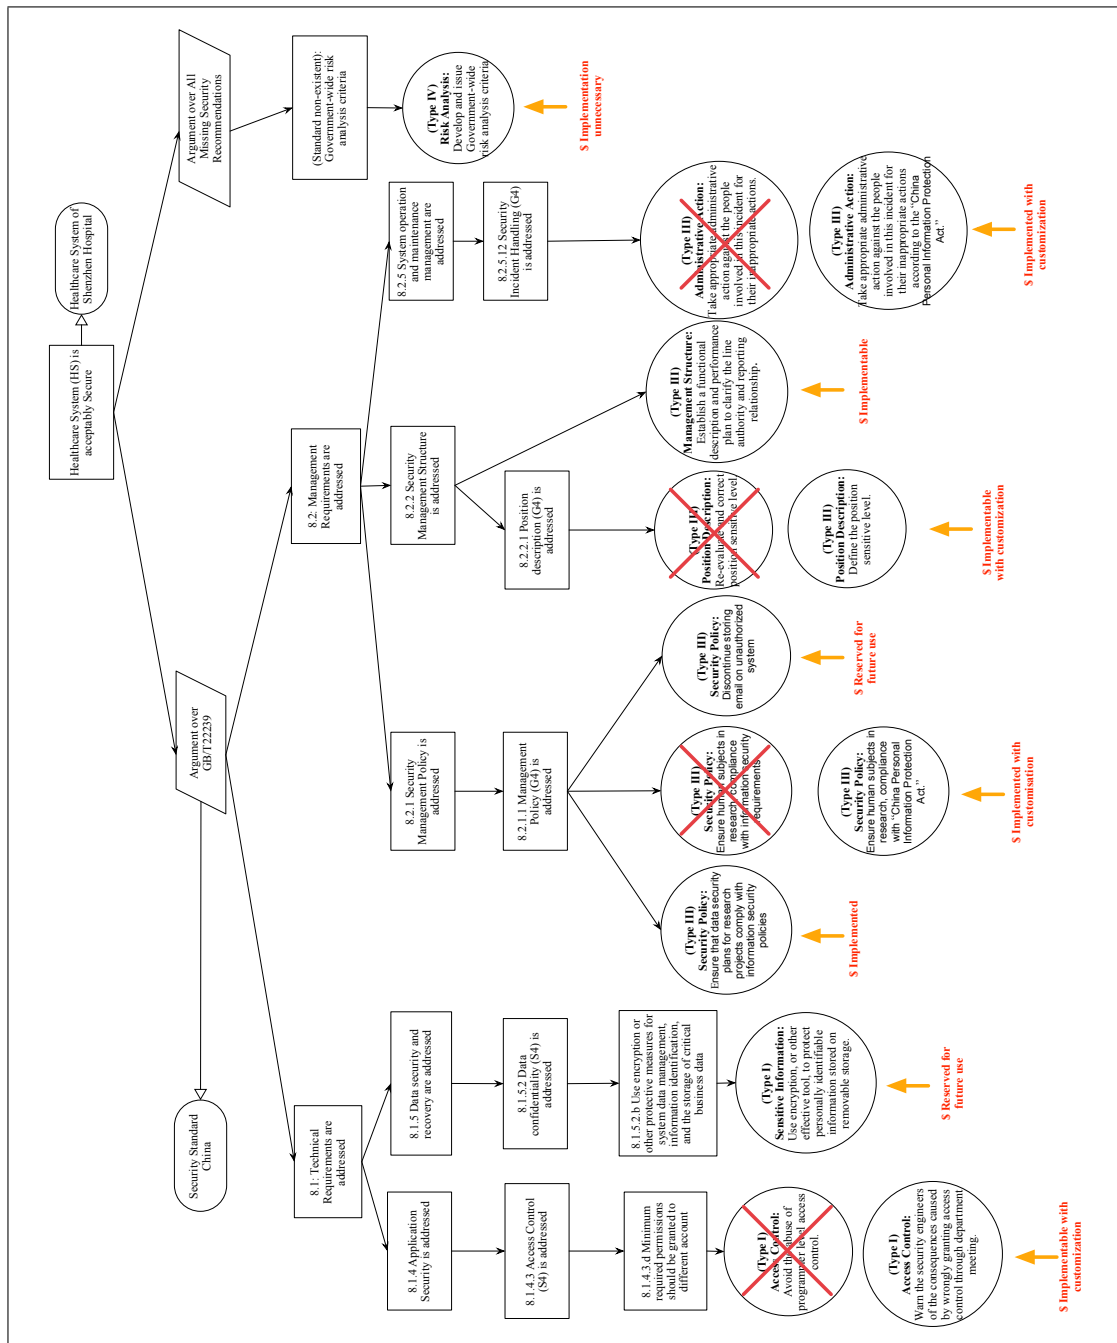 Healthcare System (HS) is
acceptably Secure
Healthcare System of
Shenzhen Hospital
Security Standard
China
Argument over
GB/T22239
Argument over All
Missing Security
Recommendations
8.1: Technical
Requirements are
addressed
8.2: Management
Requirements are
addressed
(Standard non-existent):
Government-wide risk
analysis criteria
8.1.4 Application
Security is addressed
8.1.5 Data security and
recovery are addressed
8.2.1 Security
Management Policy is
addressed
8.2.2 Security
Management Structure
is addressed
8.2.5 System operation
and maintenance
management are
addressed
8.1.4.3 Access Control
(S4) is addressed
8.1.5.2 Data
confidentiality (S4) is
addressed
8.2.1.1 Management
Policy (G4) is
addressed
8.2.2.1 Position
description (G4) is
addressed
8.2.5.12 Security
Incident Handling (G4)
is addressed
8.1.4.3.d Minimum
required permissions
should be granted to
different account
8.1.5.2.b Use encryption or
other protective measures for
system data management,
information identification,
and the storage of critical
business data
(Type I)
Access Control:
Avoid the abuse of
programmer level access
control.
(Type I)
Access Control:
Warn the security engineers
of the consequences caused
by wrongly granting access
control through department
meeting.
$ Implementable with
customization
(Type I)
Sensitive Information:
Use encryption, or other
effective tool, to protect
personally identifiable
information stored on
removable storage.
$ Reserved for
future use
(Type III)
Security Policy:
Ensure that data security
plans for research
projects comply with
information security
policies
$ Implemented
(Type III)
Security Policy:
Ensure human subjects in
research, compliance
with information security
requirements
(Type III)
Security Policy:
Ensure human subjects in
research, compliance
with "China Personal
Information Protection
Act."
$ Implemented with
customisation
(Type III)
Security Policy:
Discontinue storing
email on unauthorized
system
$ Reserved for
future use
(Type III)
Position Description:
Re-evaluate and correct
position sensitive level.
(Type III)
Position Description:
Define the position
sensitive level.
$ Implementable
with customization
(Type III)
Management Structure:
Establish a functional
description and performance
plan to clarify the line
authority and reporting
relationship.
$ Implementable
(Type III)
Administrative Action:
Take appropriate administrative
action against the people
involved in this incident for
their inappropriate actions.
(Type III)
Administrative Action:
Take appropriate administrative
action against the people
involved in this incident for
their inappropriate actions
according to the "China
Personal Information Protection
Act."
$ Implemented with
customization
(Type IV)
Risk Analysis:
Develop and issue
Government-wide
risk analysis criteria
$ Implementation
unnecessary